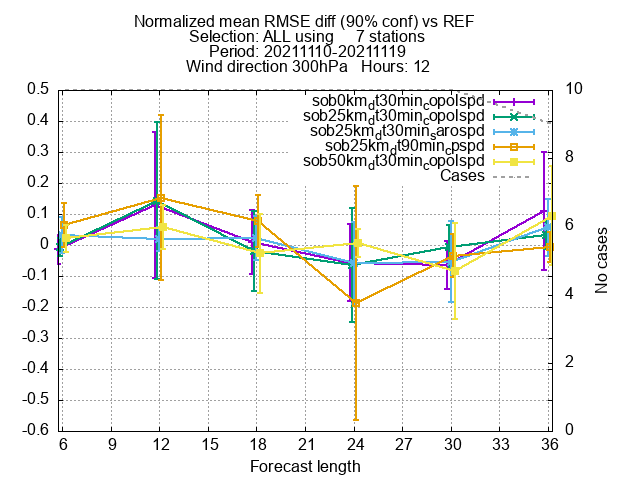 Normalized mean RMSE diff (90% conf) vs REF
Selection: ALL using 7 stations
Period: 20211110-20211119
Wind direction 300hPa Hours: 12
sob0km_dt30min_copolspd
sob25km_dt30min_copolspd
sob25km_dt30min_sarospd
sob25km_dt90min_cpspd
sob50km_dt30min_copolspd
Cases
0.5
0.4
0.3
0.2
0.1
0
-0.1
-0.2
-0.3
-0.4
-0.5
-0.6
10
8
6
4
2
0
No cases
6 9 12 15 18 21 24 27 30 33 36
Forecast length